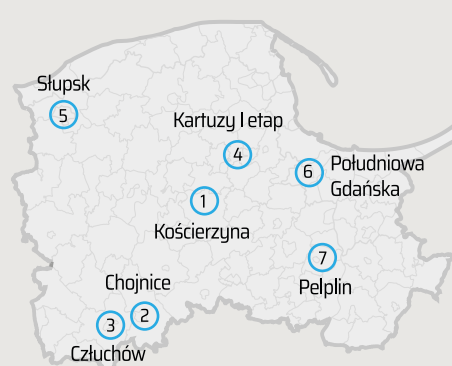 Słupsk
5
Kartuzy I etap
4
6
Południowa
Gdańska
1
Kościerzyna
7
Pelplin
Chojnice
2
3
Człuchów